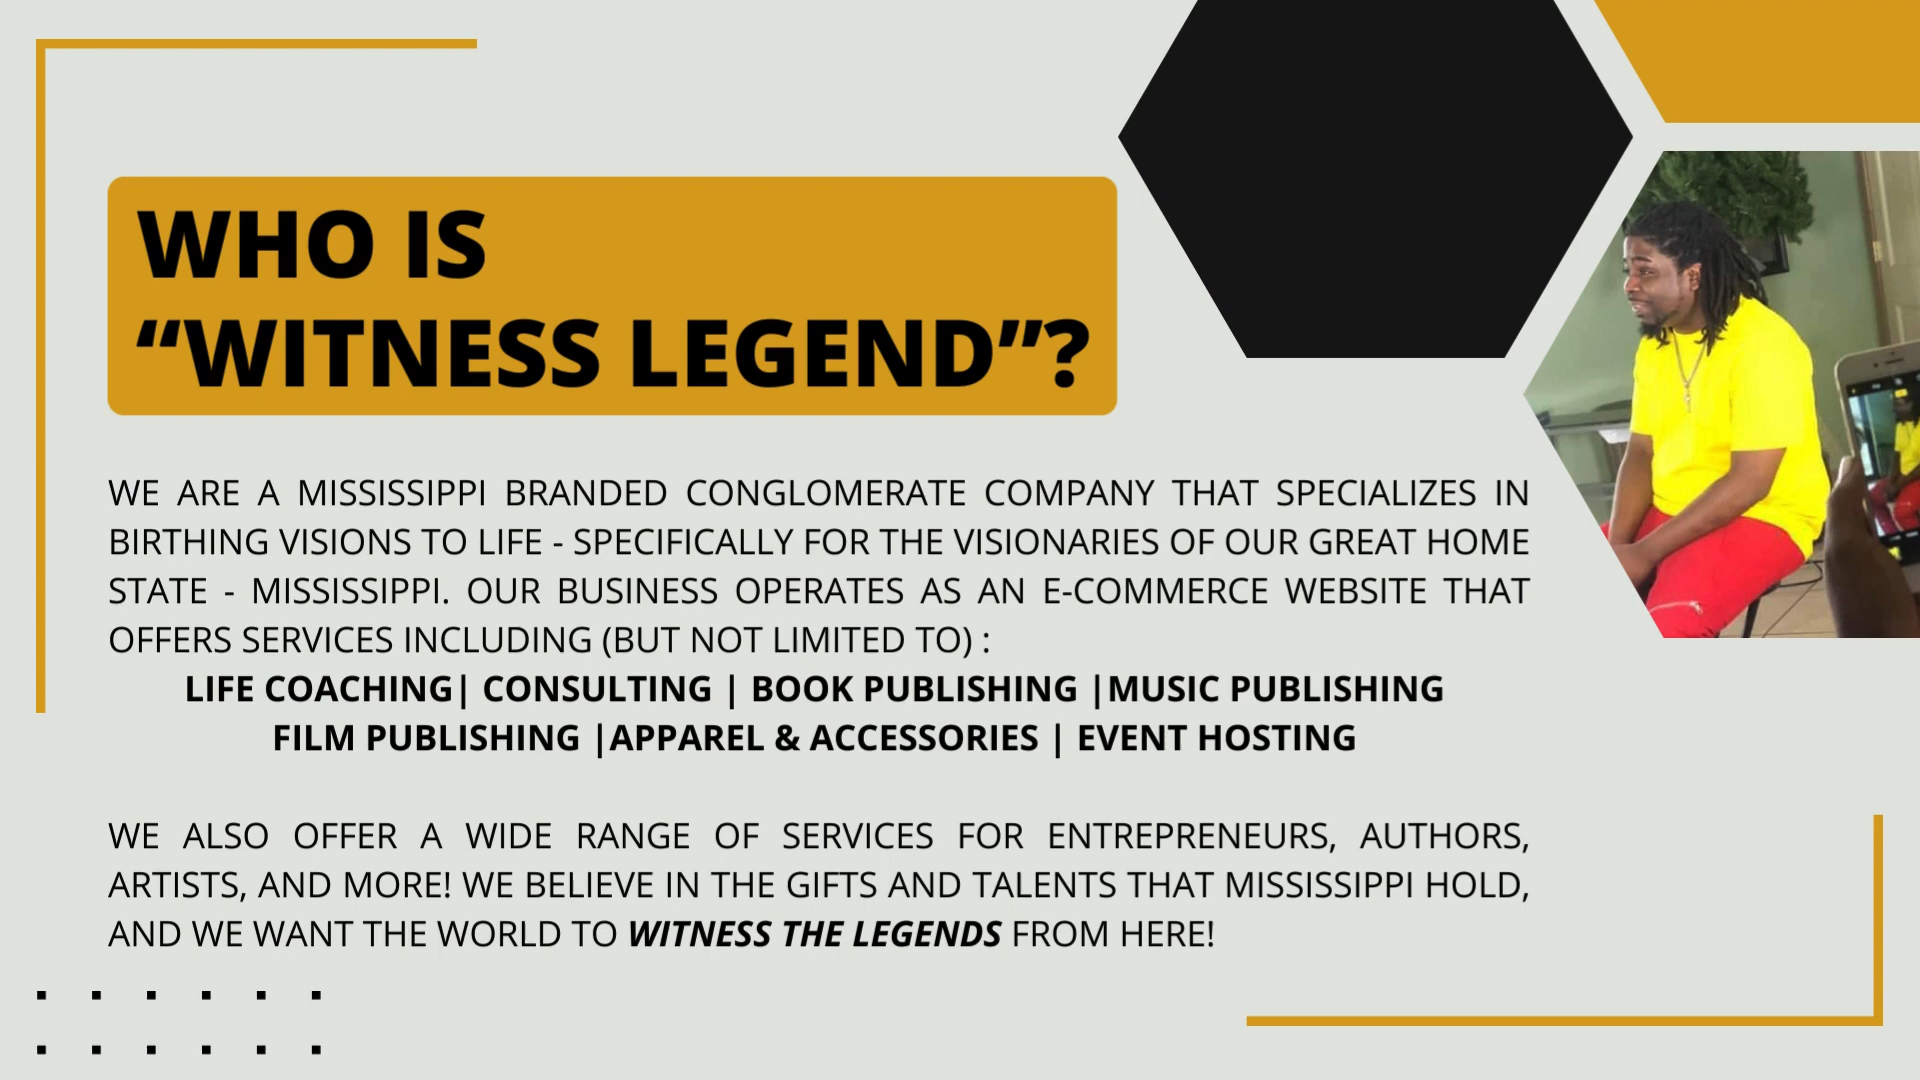 WHO IS
“WITNESS LEGEND”?
WE ARE A MISSISSIPPI BRANDED CONGLOMERATE COMPANY THAT SPECIALIZES IN
BIRTHING VISIONS TO LIFE - SPECIFICALLY FOR THE VISIONARIES OF OUR GREAT HOME
STATE - MISSISSIPPI. OUR BUSINESS OPERATES AS AN E-COMMERCE WEBSITE THAT
OFFERS SERVICES INCLUDING (BUT NOT LIMITED TO) :
LIFE COACHING| CONSULTING | BOOK PUBLISHING |MUSIC PUBLISHING
FILM PUBLISHING |APPAREL & ACCESSORIES | EVENT HOSTING
WE ALSO OFFER A WIDE RANGE OF SERVICES FOR ENTREPRENEURS, AUTHORS,
ARTISTS, AND MORE! WE BELIEVE IN THE GIFTS AND TALENTS THAT MISSISSIPPI HOLD,
AND WE WANT THE WORLD TO WITNESS THE LEGENDS FROM HERE!